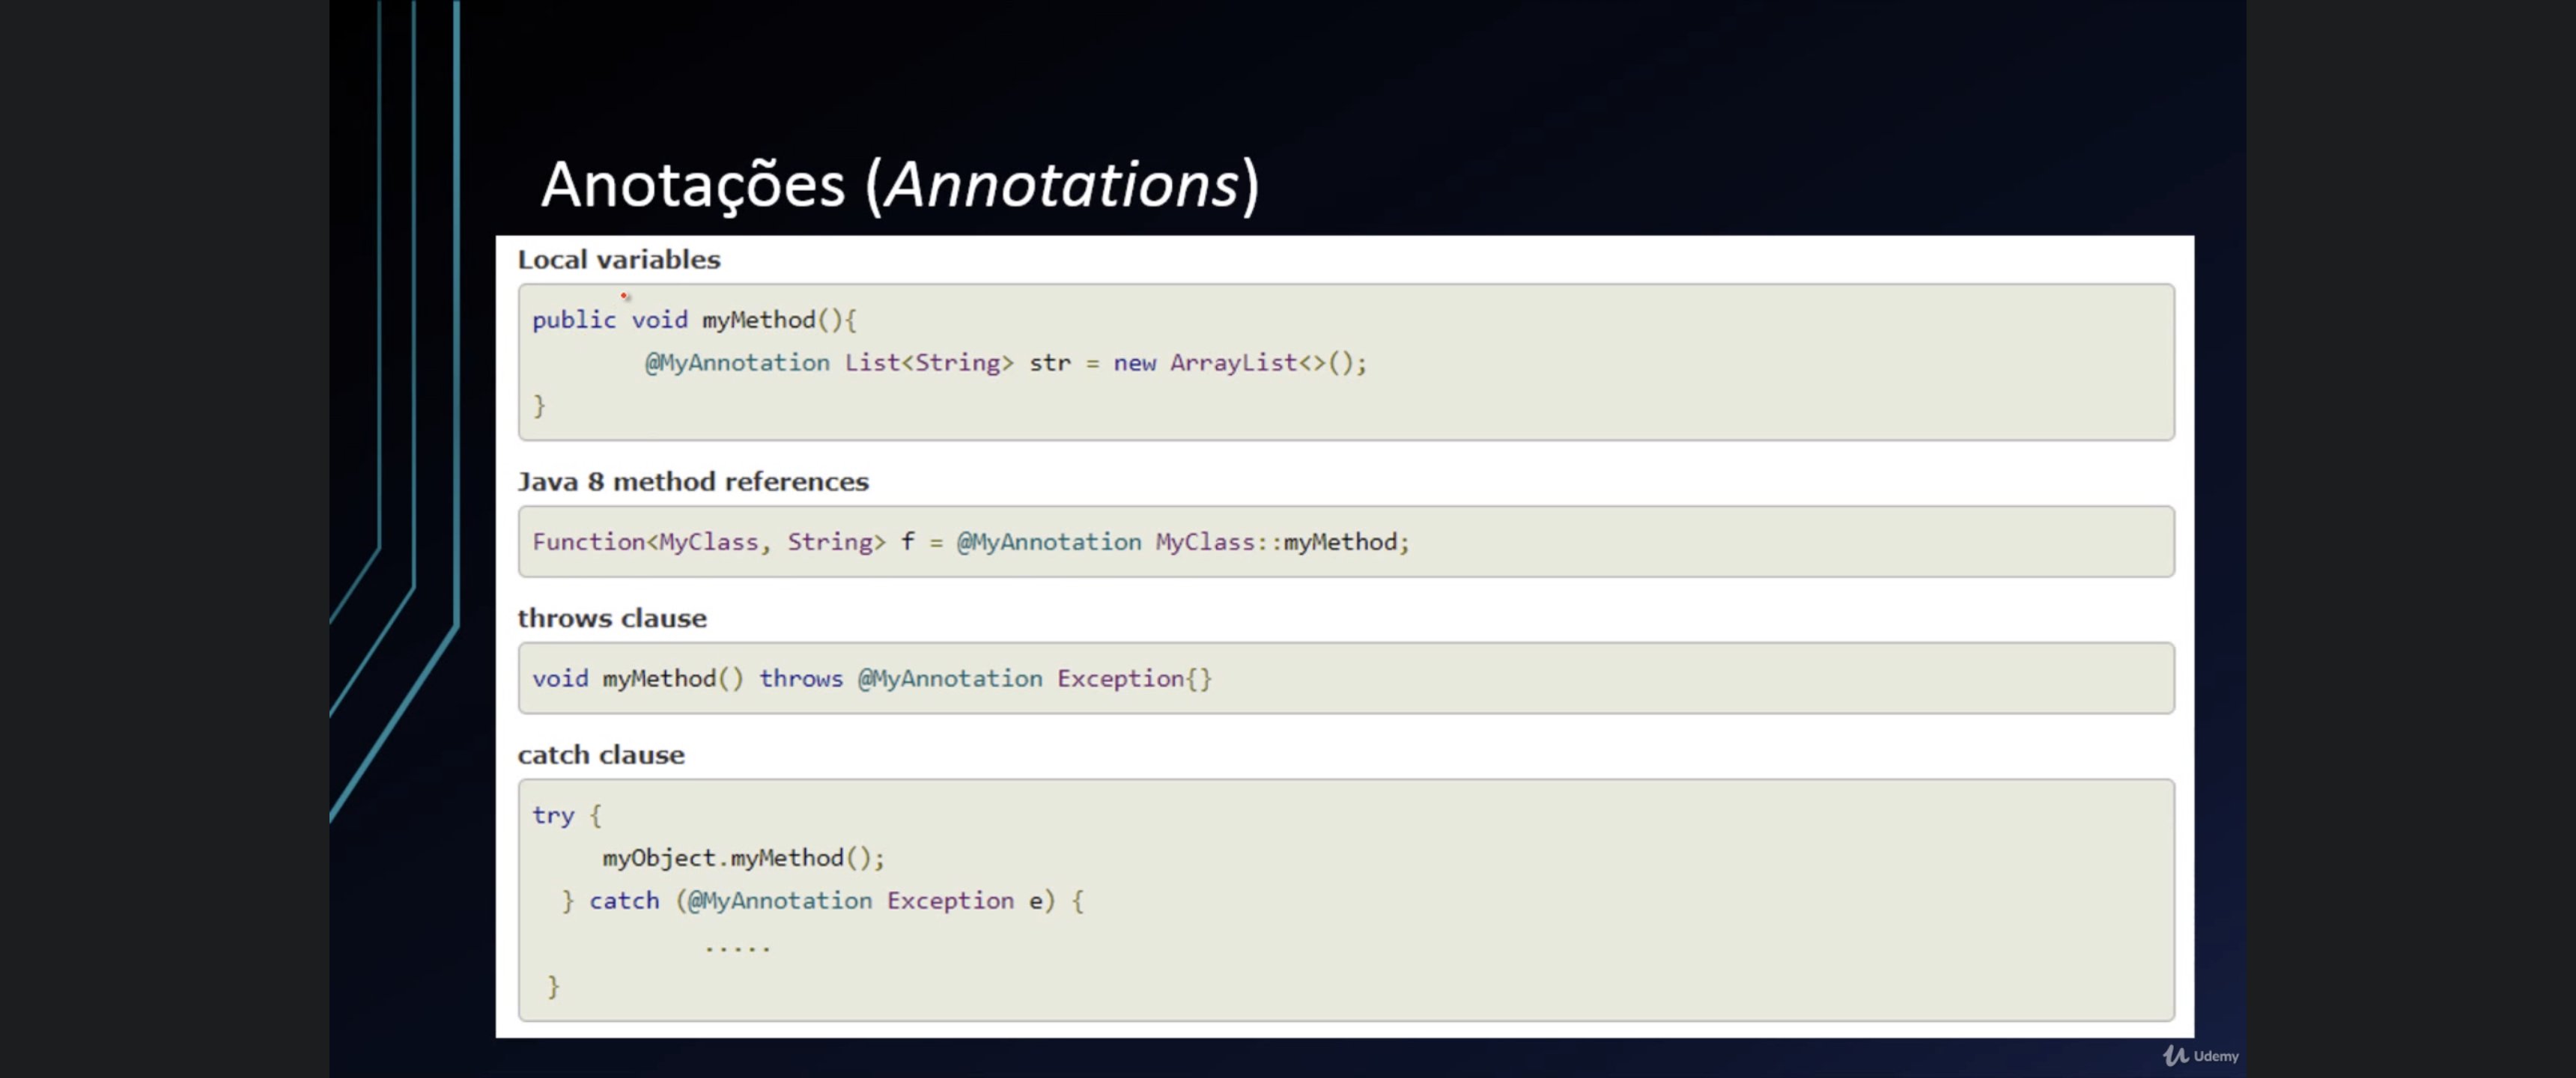 Anotações (Annotations)
Local variables
public void myMethod(){
@MyAnnotation List<String> str = new ArrayList<>();
}
Java 8 method references
Function<MyClass, String> f = @MyAnnotation MyClass::myMethod;
throws clause
void myMethod() throws @MyAnnotation Exception{}
catch clause
try {
myObject.myMethod();
} catch (@MyAnnotation Exception e) {
.....
}
Udemy